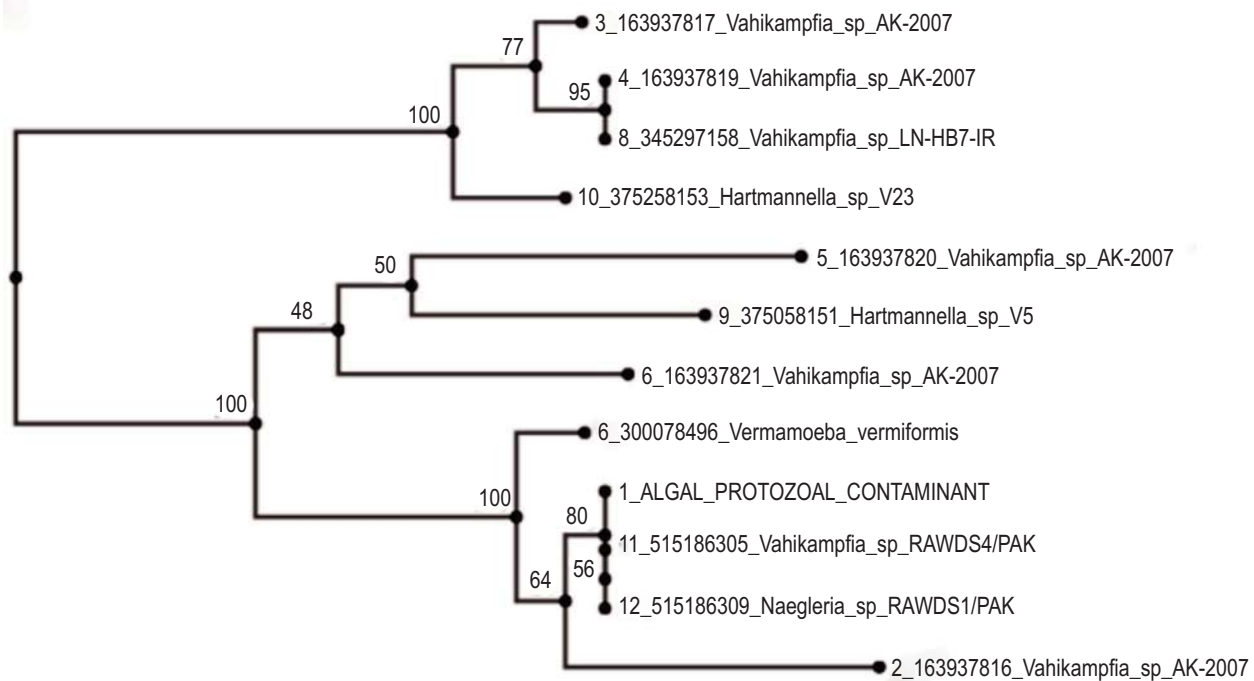 3_163937817_Vahikampfia_sp_AK-2007
77
4_163937819_Vahikampfia_sp_AK-2007
95
100
8_345297158_Vahikampfia_sp_LN-HB7-IR
10_375258153_Hartmannella_sp_V23
5_163937820_Vahikampfia_sp_AK-2007
50
48
9_375058151_Hartmannella_sp_V5
6_163937821_Vahikampfia_sp_AK-2007
100
6_300078496_Vermamoeba_vermiformis
100
1_ALGAL_PROTOZOAL_CONTAMINANT
80
11_515186305_Vahikampfia_sp_RAWDS4/PAK
56
64
12_515186309_Naegleria_sp_RAWDS1/PAK
2_163937816_Vahikampfia_sp_AK-2007